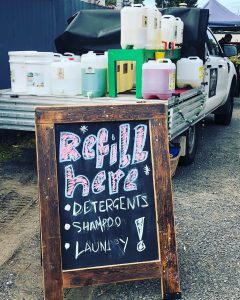 Refill
here
• DETERGENTS
• SHAMPOO
• LAUNDRY !